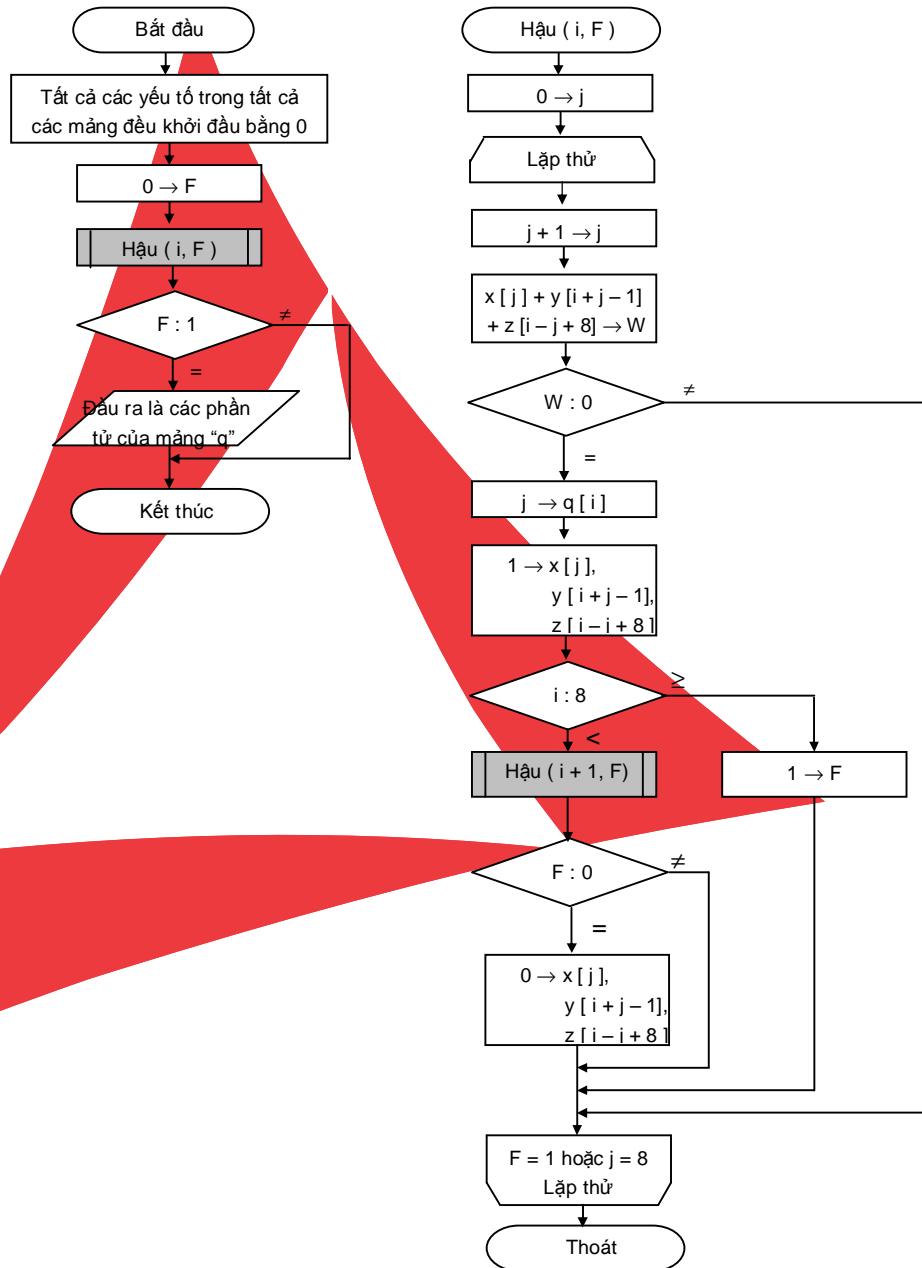 Bắt đầu
Tất cả các yếu tố trong tất cả
các mảng đều khởi đầu bằng 0
0 → F
Hậu ( i, F )
F : 1
≠
=
Đầu ra là các phần
tử của mảng “q”
Kết thúc
Hậu ( i, F )
0 → j
Lặp thử
j + 1 → j
x [ j ] + y [i + j – 1]
+ z [i – j + 8] → W
W : 0
≠
=
j → q [ i ]
1 → x [ j ],
y [ i + j – 1],
z [ i – j + 8 ]
i : 8
≥
<
Hậu ( i + 1, F)
1 → F
F : 0
≠
=
0 → x [ j ],
y [ i + j – 1],
z [ i – j + 8 ]
F = 1 hoặc j = 8
Lặp thử
Thoát